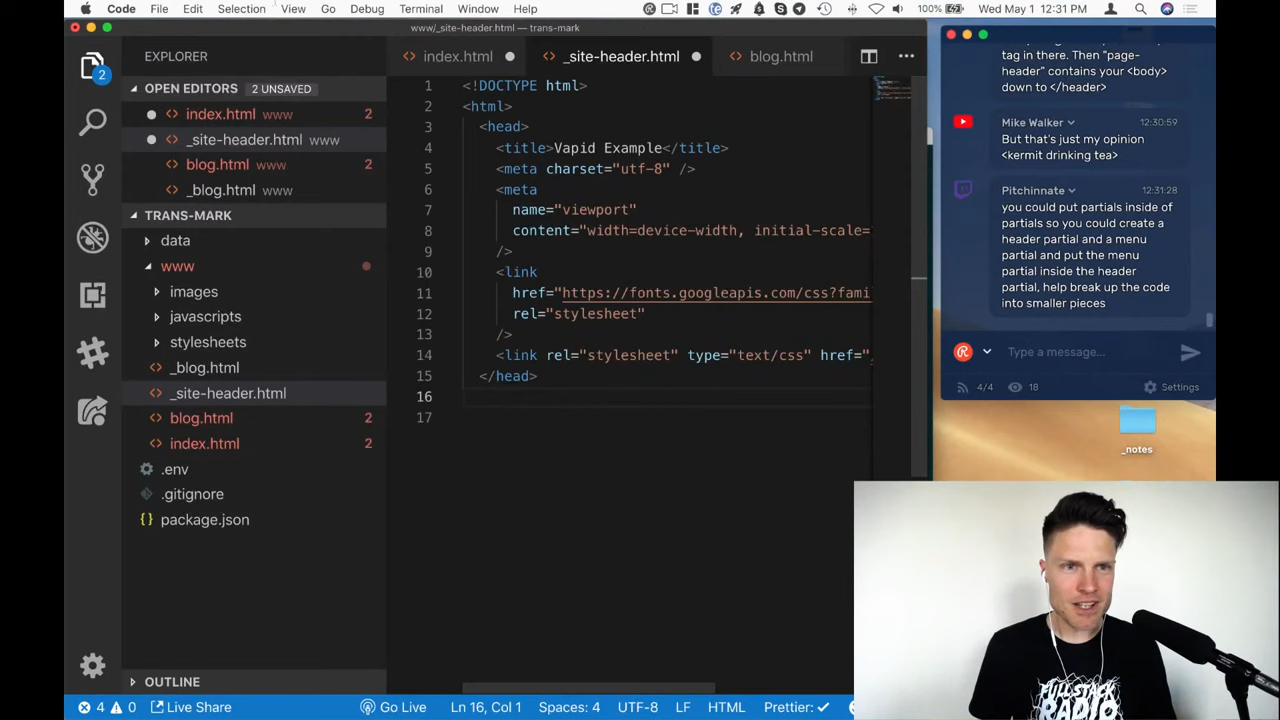 Code File Edit Selection View Go Debug Terminal Window Help 100% Wed May 1 12:31 PM
www/_site-header.html — trans-mark
EXPLORER
OPEN EDITORS 2 UNSAVED
index.html www 2
_site-header.html www
blog.html www 2
_blog.html www
TRANS-MARK
data
www
images
javascripts
stylesheets
_blog.html
_site-header.html
blog.html 2
index.html 2
.env
.gitignore
package.json
OUTLINE
2
index.html _site-header.html blog.html
1 <!DOCTYPE html>
2 <html>
3 <head>
4 <title>Vapid Example</title>
5 <meta charset="utf-8" />
6 <meta
7 name="viewport"
8 content="width=device-width, initial-scale=
9 />
10 <link
11 href="https://fonts.googleapis.com/css?fami
12 rel="stylesheet"
13 />
14 <link rel="stylesheet" type="text/css" href="
15 </head>
16
17
tag in there. Then "page-
header" contains your <body>
down to </header>
Mike Walker 12:30:59
But that's just my opinion
<kermit drinking tea>
Pitchinnate 12:31:28
you could put partials inside of
partials so you could create a
header partial and a menu
partial and put the menu
partial inside the header
partial, help break up the code
into smaller pieces
Type a message...
4/4 18 Settings
_notes
FULL STACK
RADIO
4 0 Live Share Go Live Ln 16, Col 1 Spaces: 4 UTF-8 LF HTML Prettier: ✓